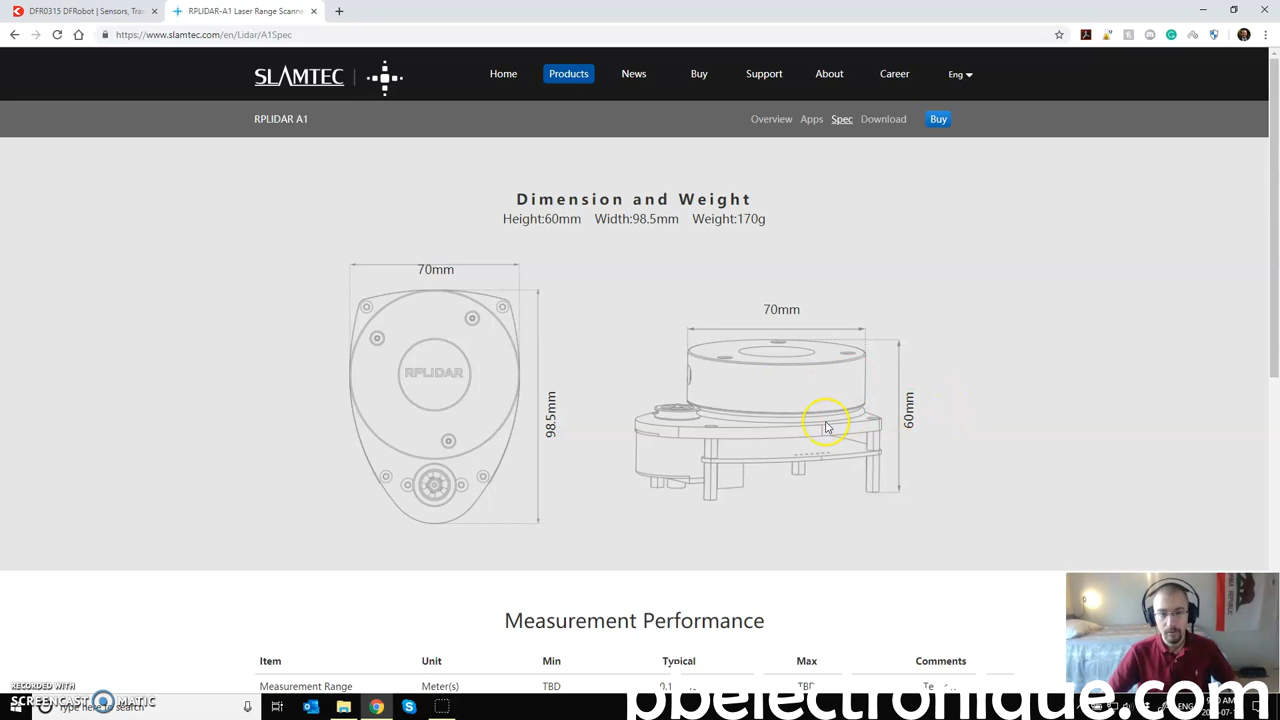 DFR0315 DFRobot | Sensors, Tra
RPLIDAR-A1 Laser Range Scanne
https://www.slamtec.com/en/Lidar/A1Spec
SLAMTEC
Home Products News Buy Support About Career Eng
RPLIDAR A1
Overview Apps Spec Download Buy
Dimension and Weight
Height:60mm Width:98.5mm Weight:170g
70mm
98.5mm
RPLIDAR
70mm
60mm
Measurement Performance
Item Unit Min Typical Max Comments
Measurement Range Meter(s) TBD
RECORDED WITH
SCREENCAST MATIC
pbelectronique.com